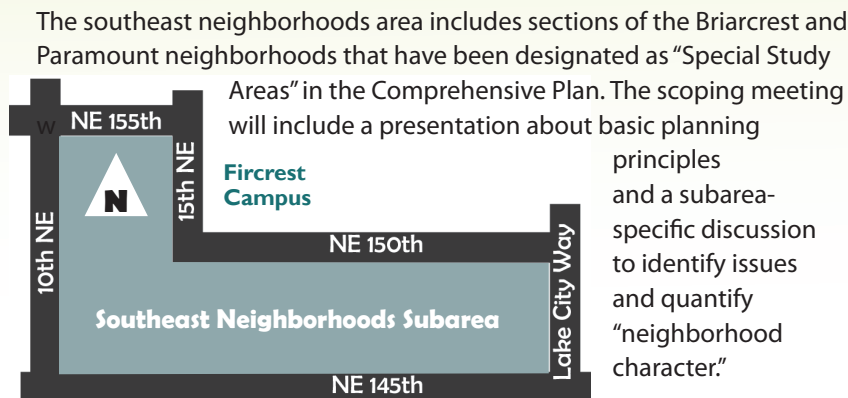 The southeast neighborhoods area includes sections of the Briarcrest and
Paramount neighborhoods that have been designated as “Special Study
Areas” in the Comprehensive Plan. The scoping meeting
will include a presentation about basic planning
principles
and a subarea-
specific discussion
to identify issues
and quantify
“neighborhood
character.”
w
NE 155th
15th NE
Fircrest
Campus
N
10th NE
NE 150th
Lake City Way
Southeast Neighborhoods Subarea
NE 145th